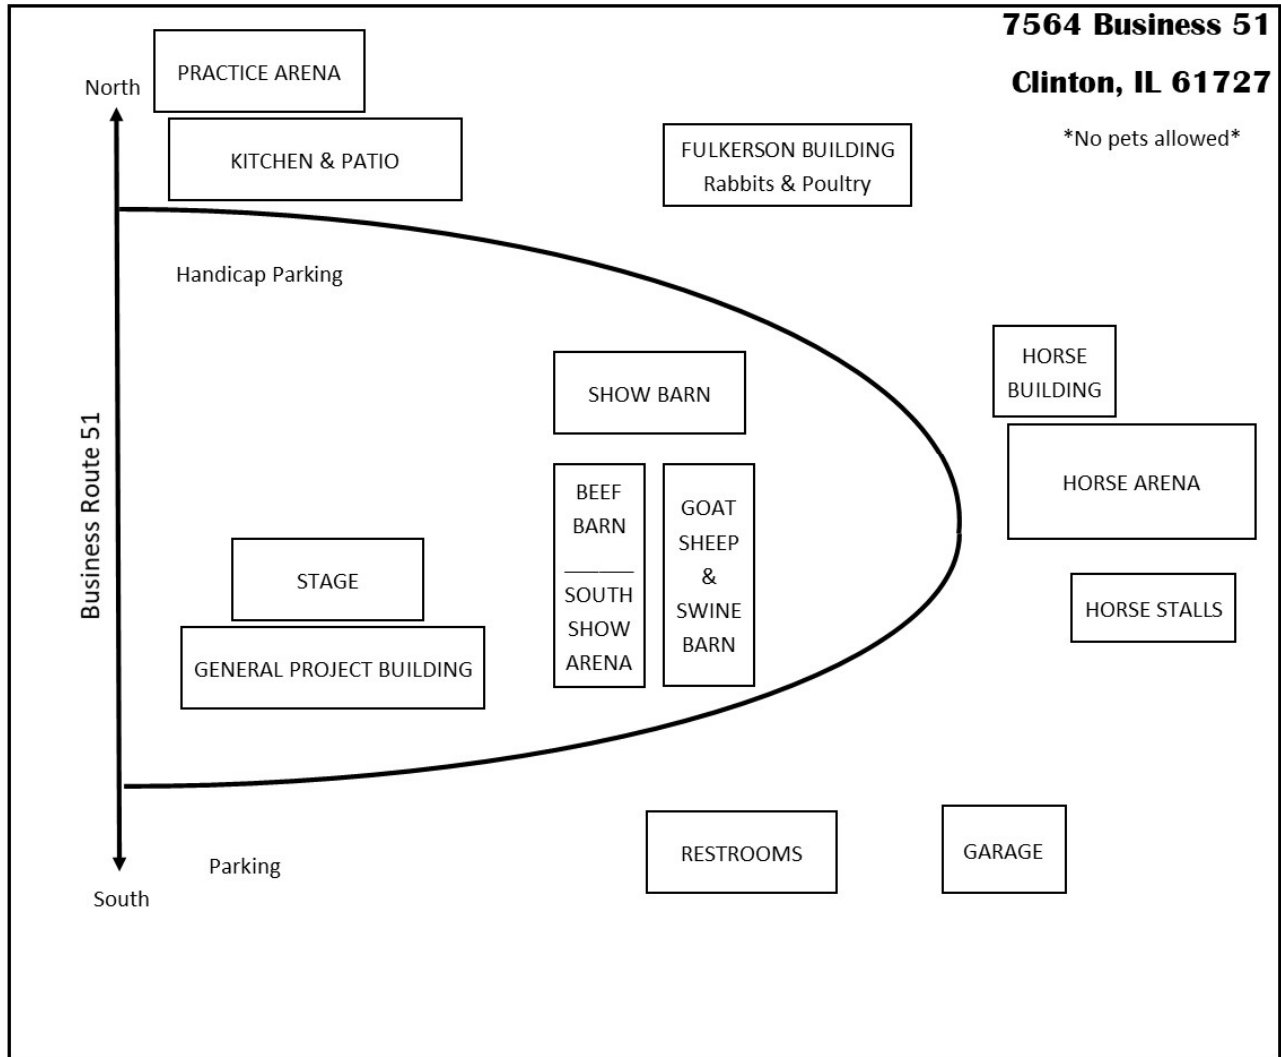 7564 Business 51
Clinton, IL 61727
*No pets allowed*
North
PRACTICE ARENA
KITCHEN & PATIO
FULKERSON BUILDING
Rabbits & Poultry
Handicap Parking
SHOW BARN
HORSE
BUILDING
HORSE ARENA
Business Route 51
BEEF
BARN
SOUTH
SHOW
ARENA
GOAT
SHEEP
&
SWINE
BARN
STAGE
GENERAL PROJECT BUILDING
HORSE STALLS
RESTROOMS
GARAGE
Parking
South